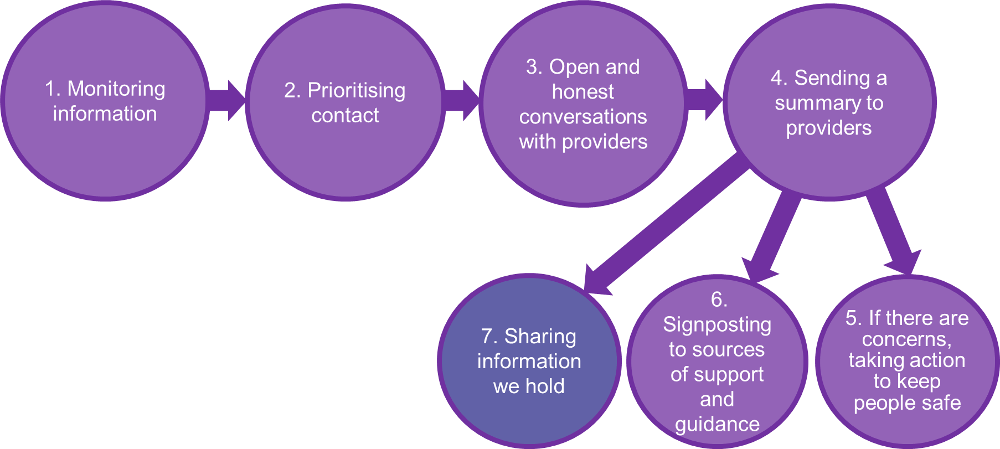 1. Monitoring
information
2. Prioritising
contact
3. Open and
honest
conversations
with providers
4. Sending a
summary to
providers
7. Sharing
information
we hold
6.
Signposting
to sources
of support
and
guidance
5. If there are
concerns,
taking action
to keep
people safe